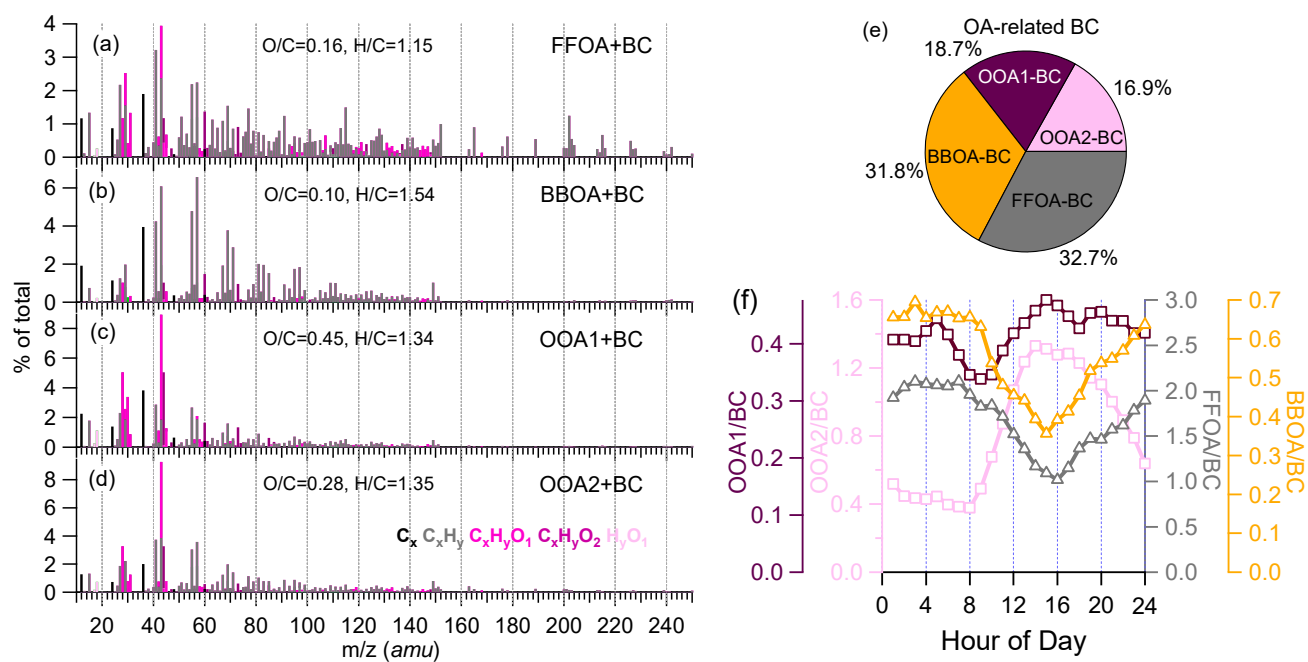 (a)
O/C=0.16, H/C=1.15
FFOA+BC
4
3
2
1
0
(b)
O/C=0.10, H/C=1.54
BBOA+BC
6
4
2
0
% of total
(c)
O/C=0.45, H/C=1.34
OOA1+BC
8
6
4
2
0
(d)
O/C=0.28, H/C=1.35
OOA2+BC
8
6
4
2
0
Cₓ CₓHᵧ CₓHᵧO₁ CₓHᵧO₂ HᵧO₁
20 40 60 80 100 120 140 160 180 200 220 240
m/z (amu)
(e)
OA-related BC
18.7%
OOA1-BC
16.9%
OOA2-BC
BBOA-BC
31.8%
FFOA-BC
32.7%
(f)
OOA1/BC
0.4
0.3
0.2
0.1
0.0
OOA2/BC
1.6
1.2
0.8
0.4
0.0
3.0
2.5
2.0
1.5
1.0
0.5
0.0
FFOA/BC
0.7
0.6
0.5
0.4
0.3
0.2
0.1
0.0
BBOA/BC
0 4 8 12 16 20 24
Hour of Day